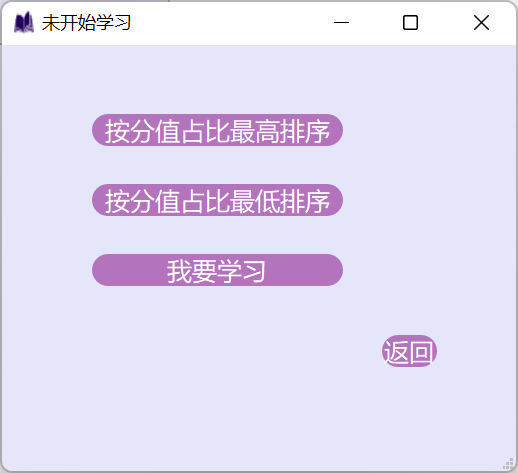 未开始学习
按分值占比最高排序
按分值占比最低排序
我要学习
返回